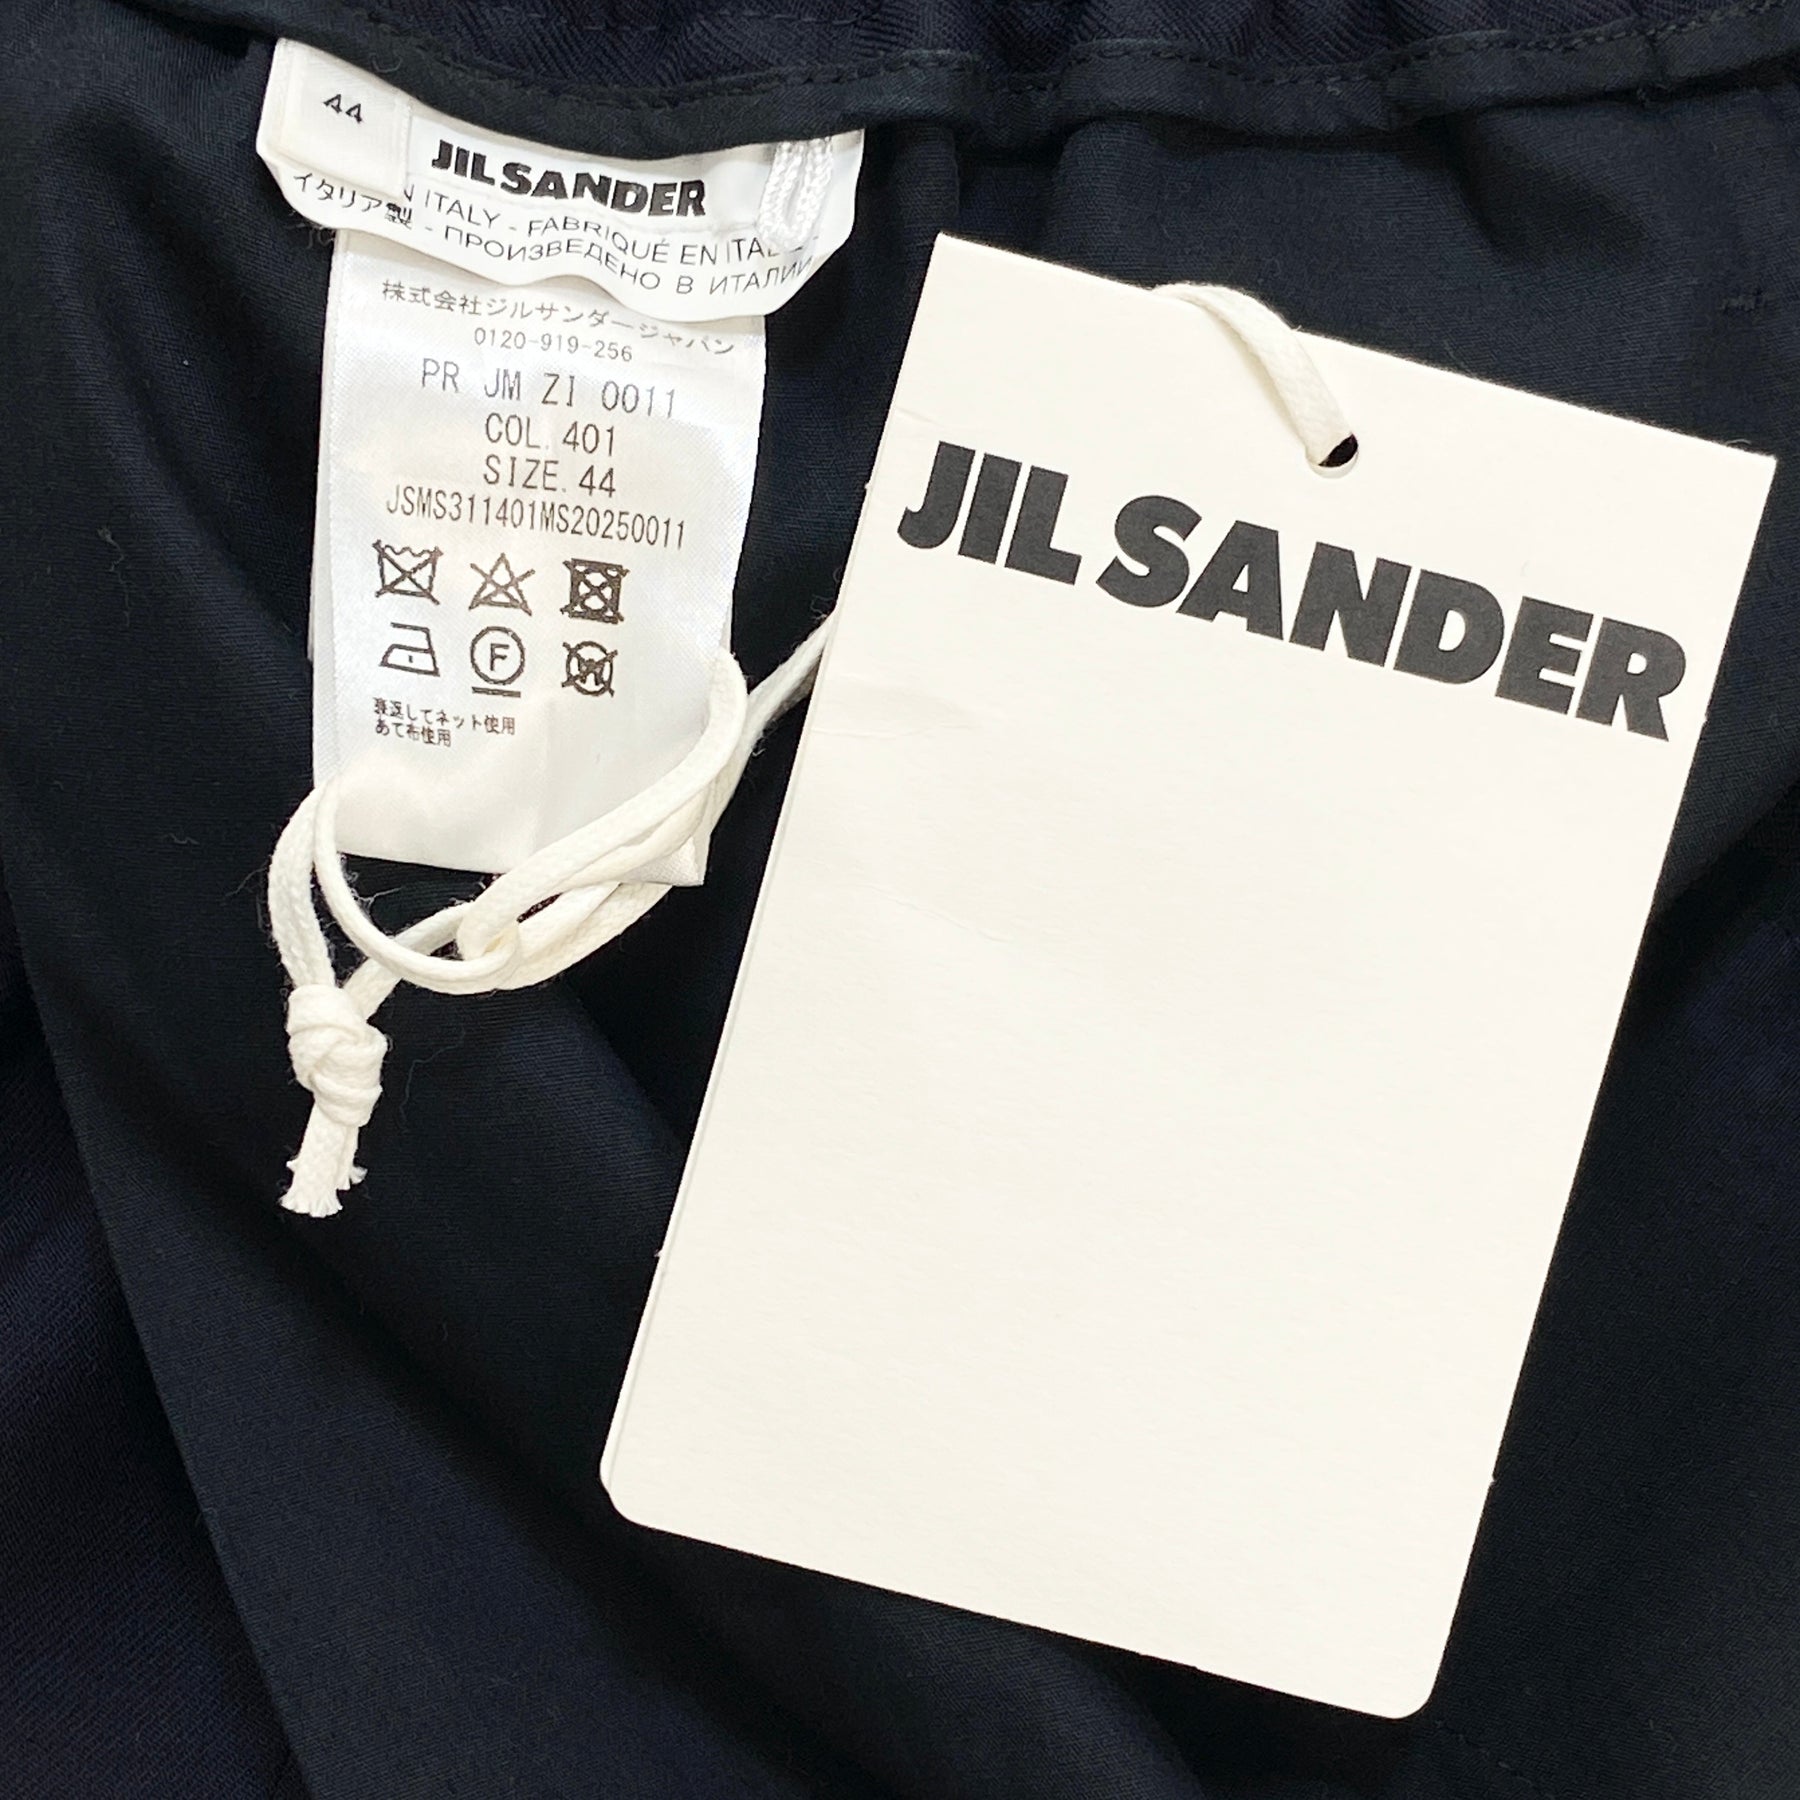 44
JIL SANDER
N ITALY - FABRIQUÉ EN
イタリア製 - ПРОИЗВЕДЕНО В ИТАЛИИ
株式会社ジルサンダージャパン
0120-919-256
PR JM ZI 0011
COL. 401
SIZE. 44
JSMS311401MS20250011
F
W
裏返してネット使用
あて布使用
JIL SANDER